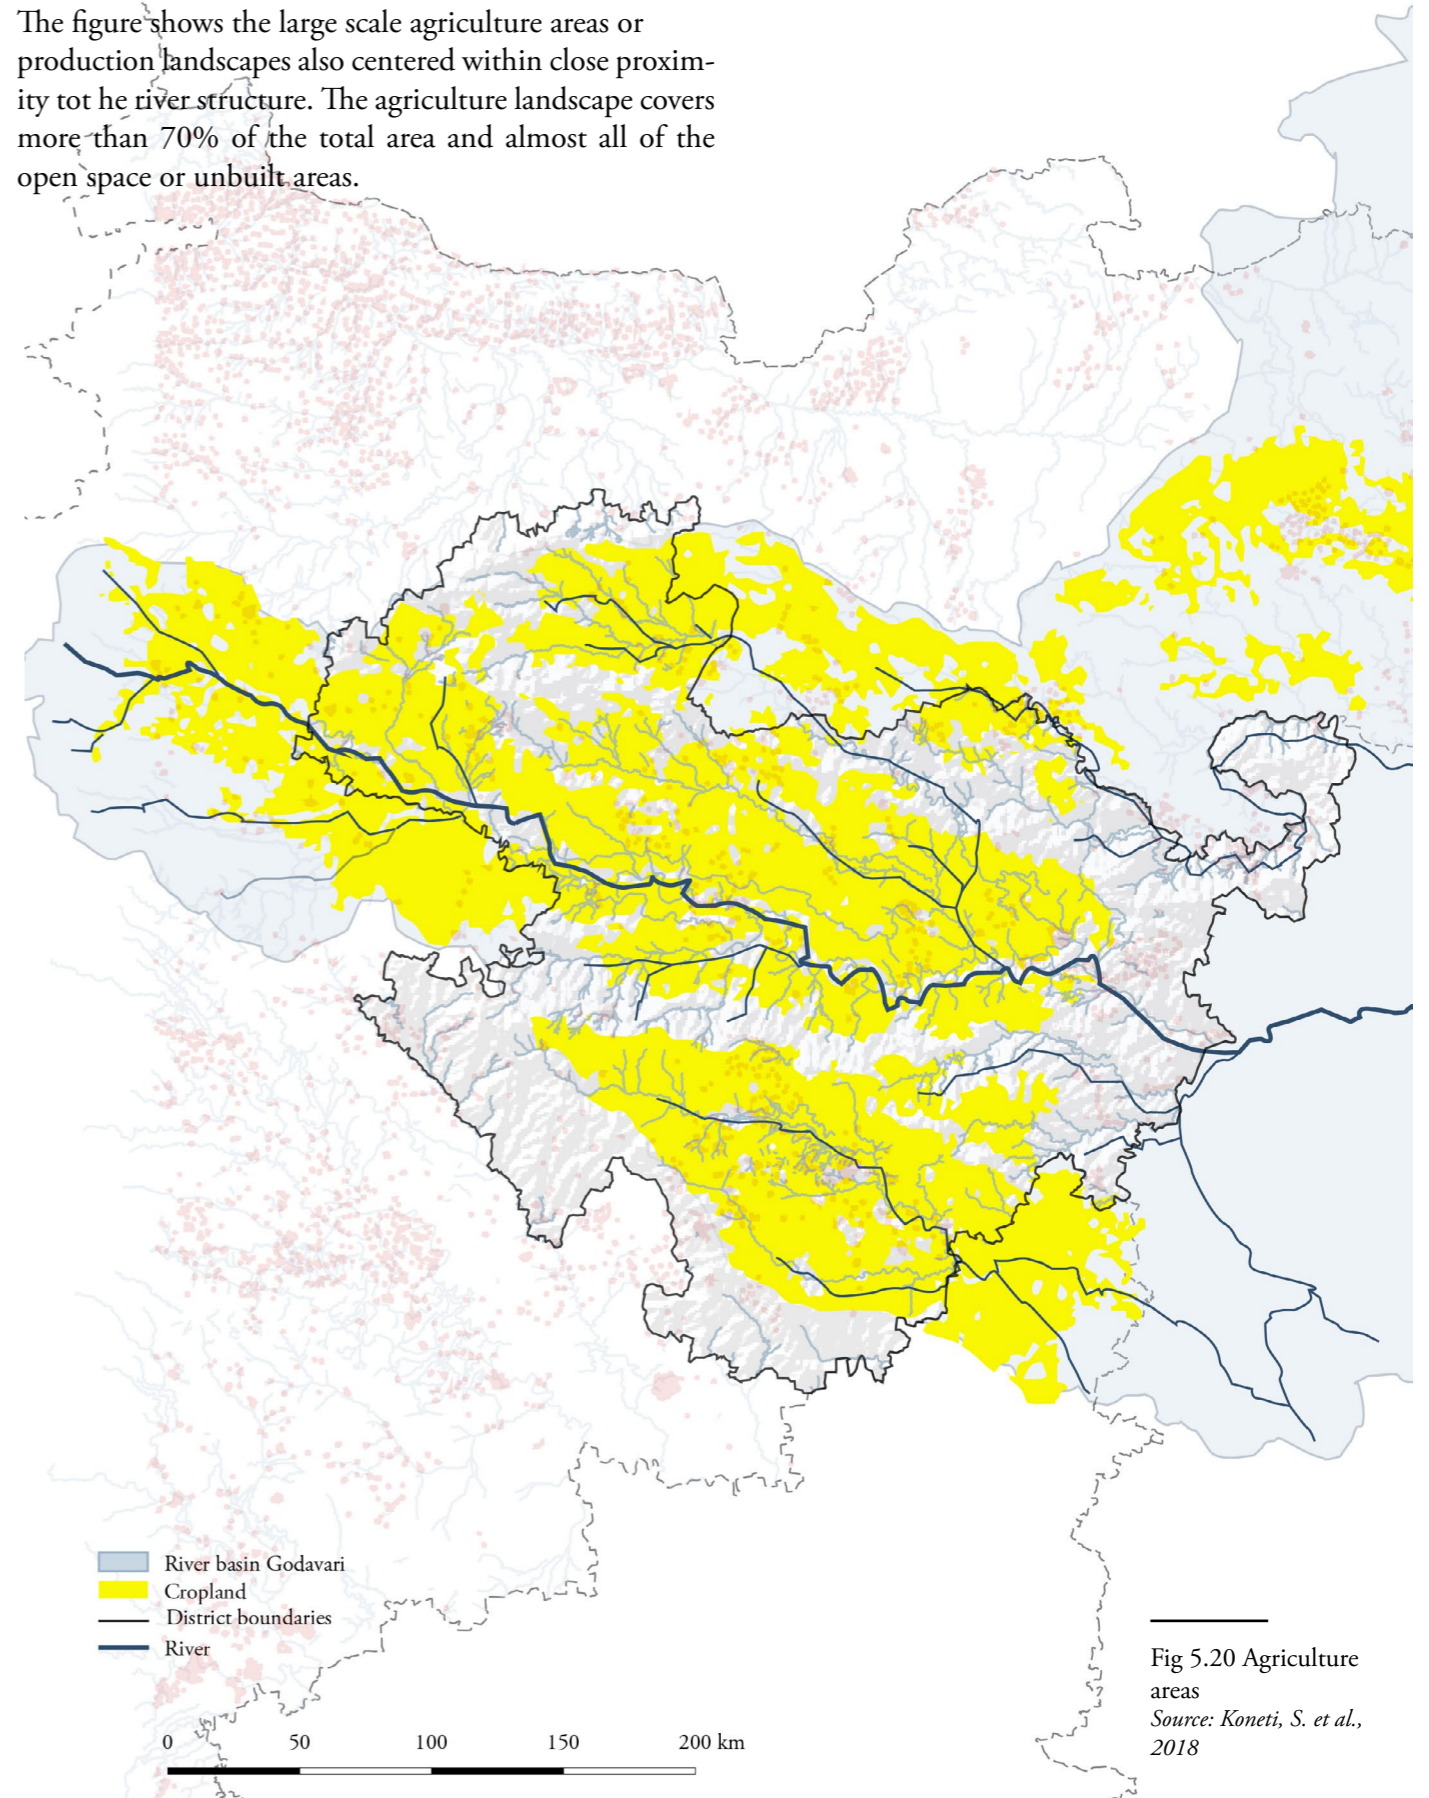 The figure shows the large scale agriculture areas or
production landscapes also centered within close proxim-
ity tot he river structure. The agriculture landscape covers
more than 70% of the total area and almost all of the
open space or unbuilt areas.
River basin Godavari
Cropland
District boundaries
River
0 50 100 150 200 km
Fig 5.20 Agriculture
areas
Source: Koneti, S. et al.,
2018